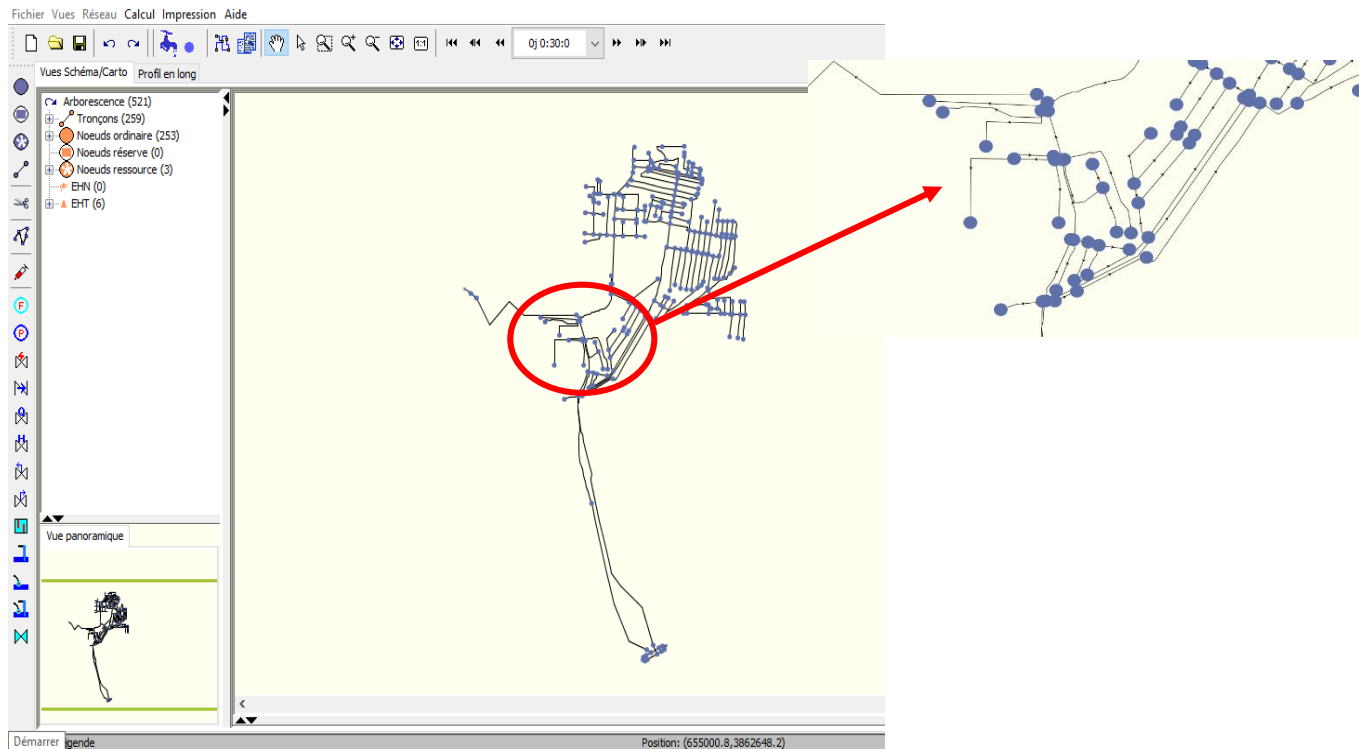 Fichier Vues Réseau Calcul Impression Aide
1:1
0j 0:30:0
Vues Schéma/Carto Profil en long
Arborescence (521)
Tronçons (259)
Noeuds ordinaire (253)
Noeuds réserve (0)
Noeuds ressource (3)
EHN (0)
EHT (6)
F
P
Q
H
Vue panoramique
Démarrer gende Position: (655000.8,3862648.2)